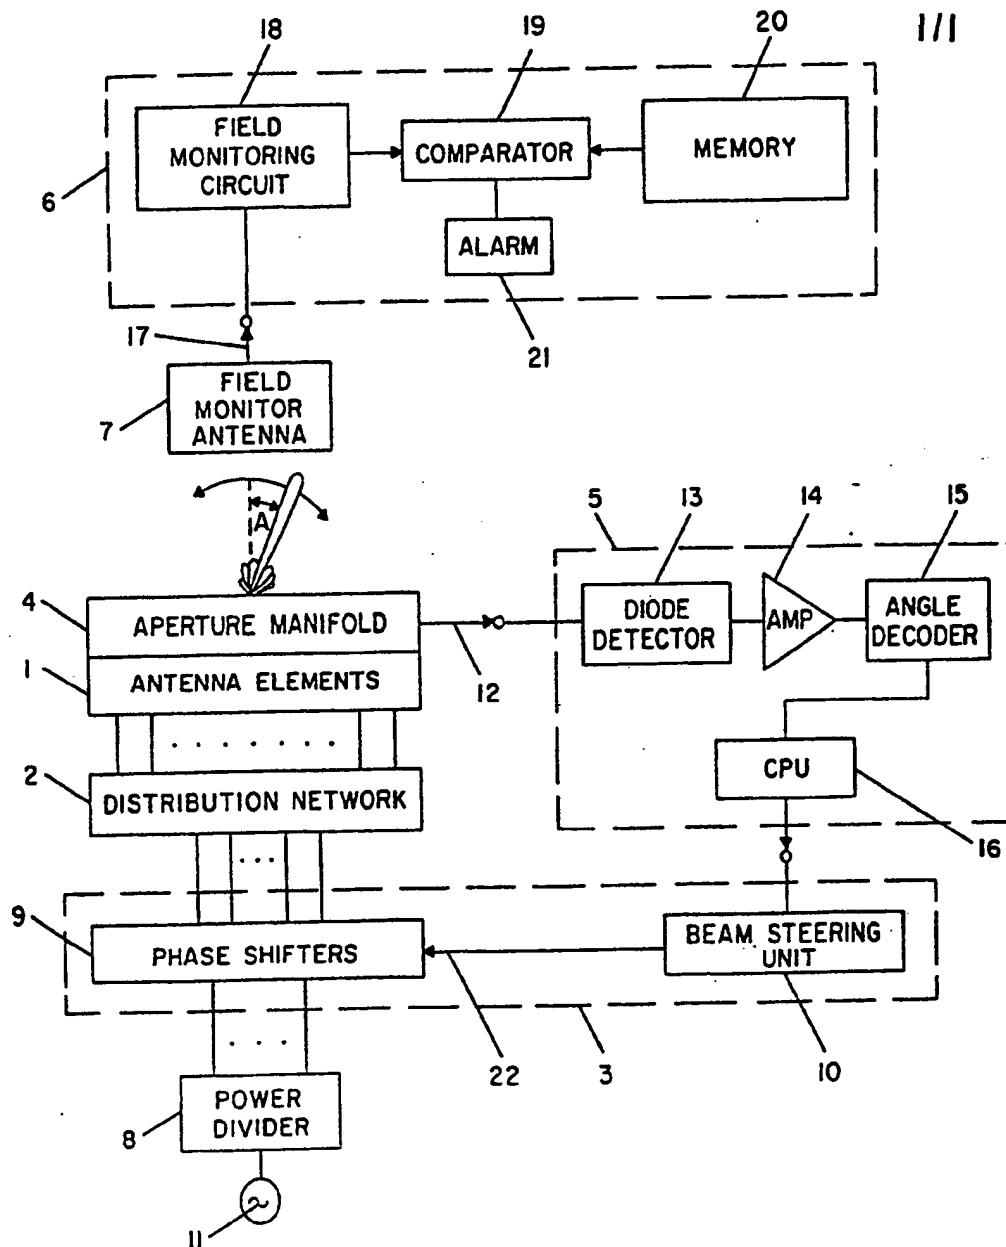 1/1
18
19
20
FIELD
MONITORING
CIRCUIT
COMPARATOR
MEMORY
6
ALARM
17
21
FIELD
MONITOR
ANTENNA
7
A
5
13
14
15
4
APERTURE MANIFOLD
DIODE
DETECTOR
AMP
ANGLE
DECODER
1
ANTENNA ELEMENTS
12
CPU
2
DISTRIBUTION NETWORK
16
9
PHASE SHIFTERS
BEAM STEERING
UNIT
22
3
10
POWER
DIVIDER
8
11